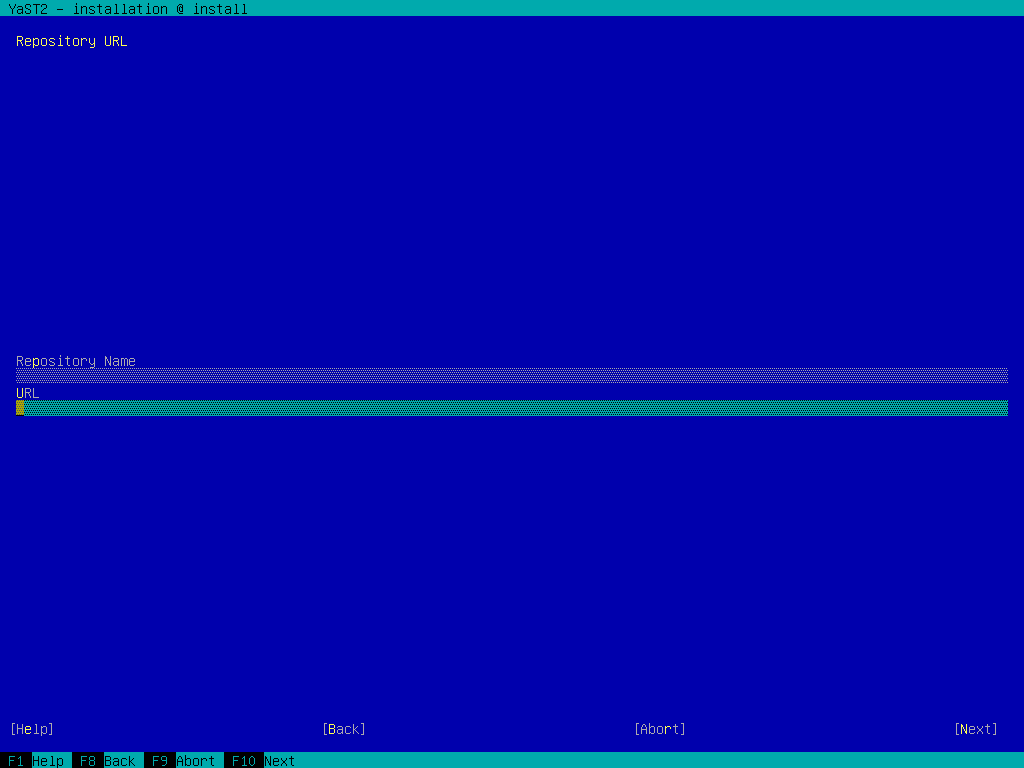 YaST2 - installation @ install
Repository URL
Repository Name
URL
[Help] [Back] [Abort] [Next]
F1 Help F8 Back F9 Abort F10 Next